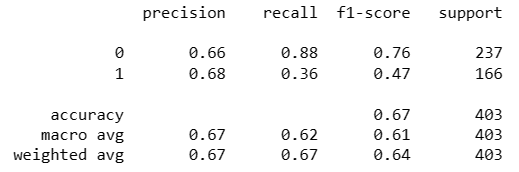 precision recall f1-score support
0 0.66 0.88 0.76 237
1 0.68 0.36 0.47 166
accuracy 0.67 403
macro avg 0.67 0.62 0.61 403
weighted avg 0.67 0.67 0.64 403